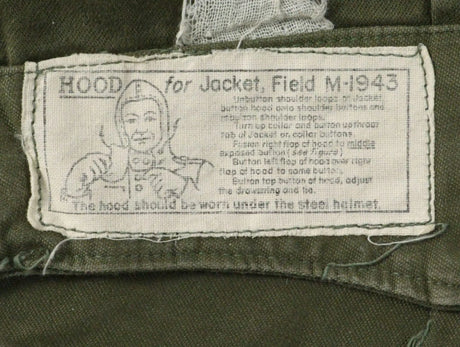 HOOD for Jacket, Field M-1943
Unbutton shoulder loops of Jacket,
button hood onto shoulder buttons and
rebutton shoulder loops.
Turn up collar and button up throat
tab of Jacket or collar buttons.
Fasten right flap of hood to middle
exposed button (see figure)
Button left flap of hood over right
flap of hood to same button.
Button top button of hood, adjust
the drawstring and tie.
The hood should be worn under the steel helmet.